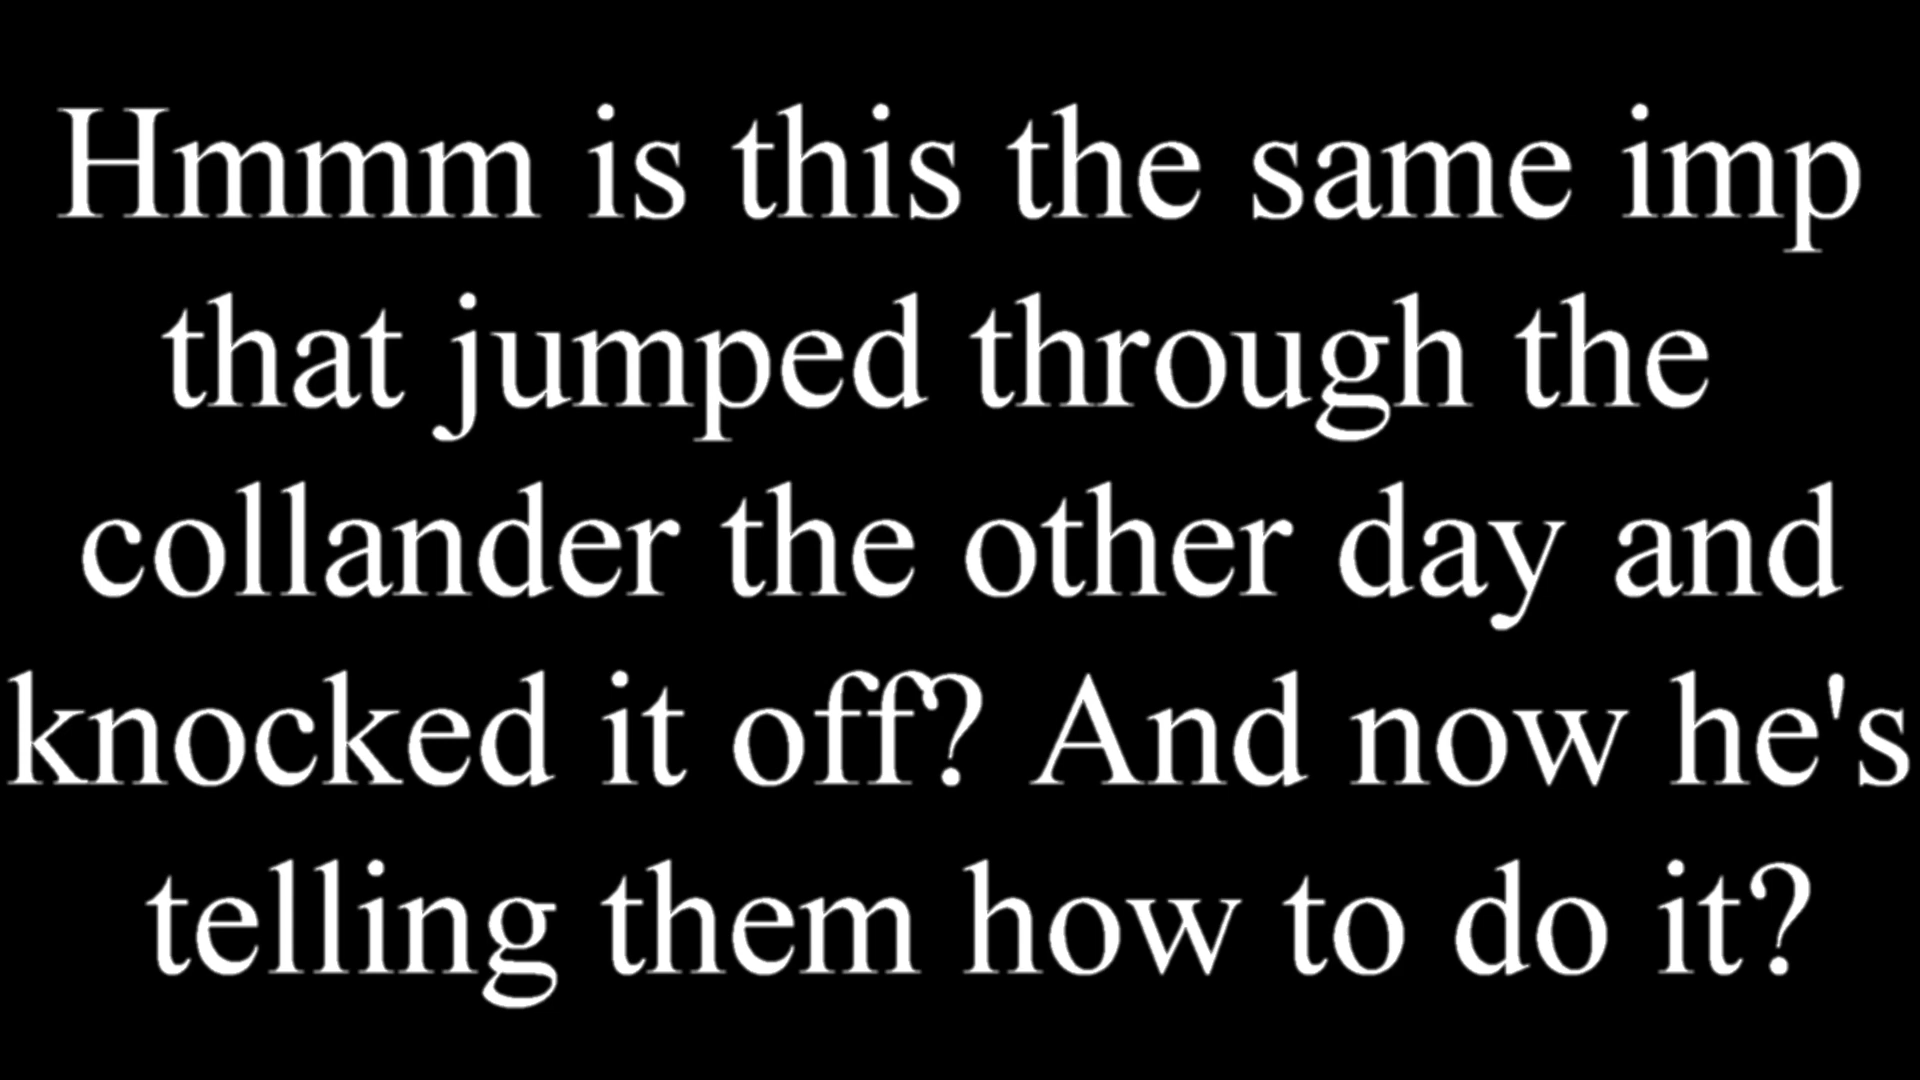 Hmmm is this the same imp
that jumped through the
collander the other day and
knocked it off? And now he's
telling them how to do it?